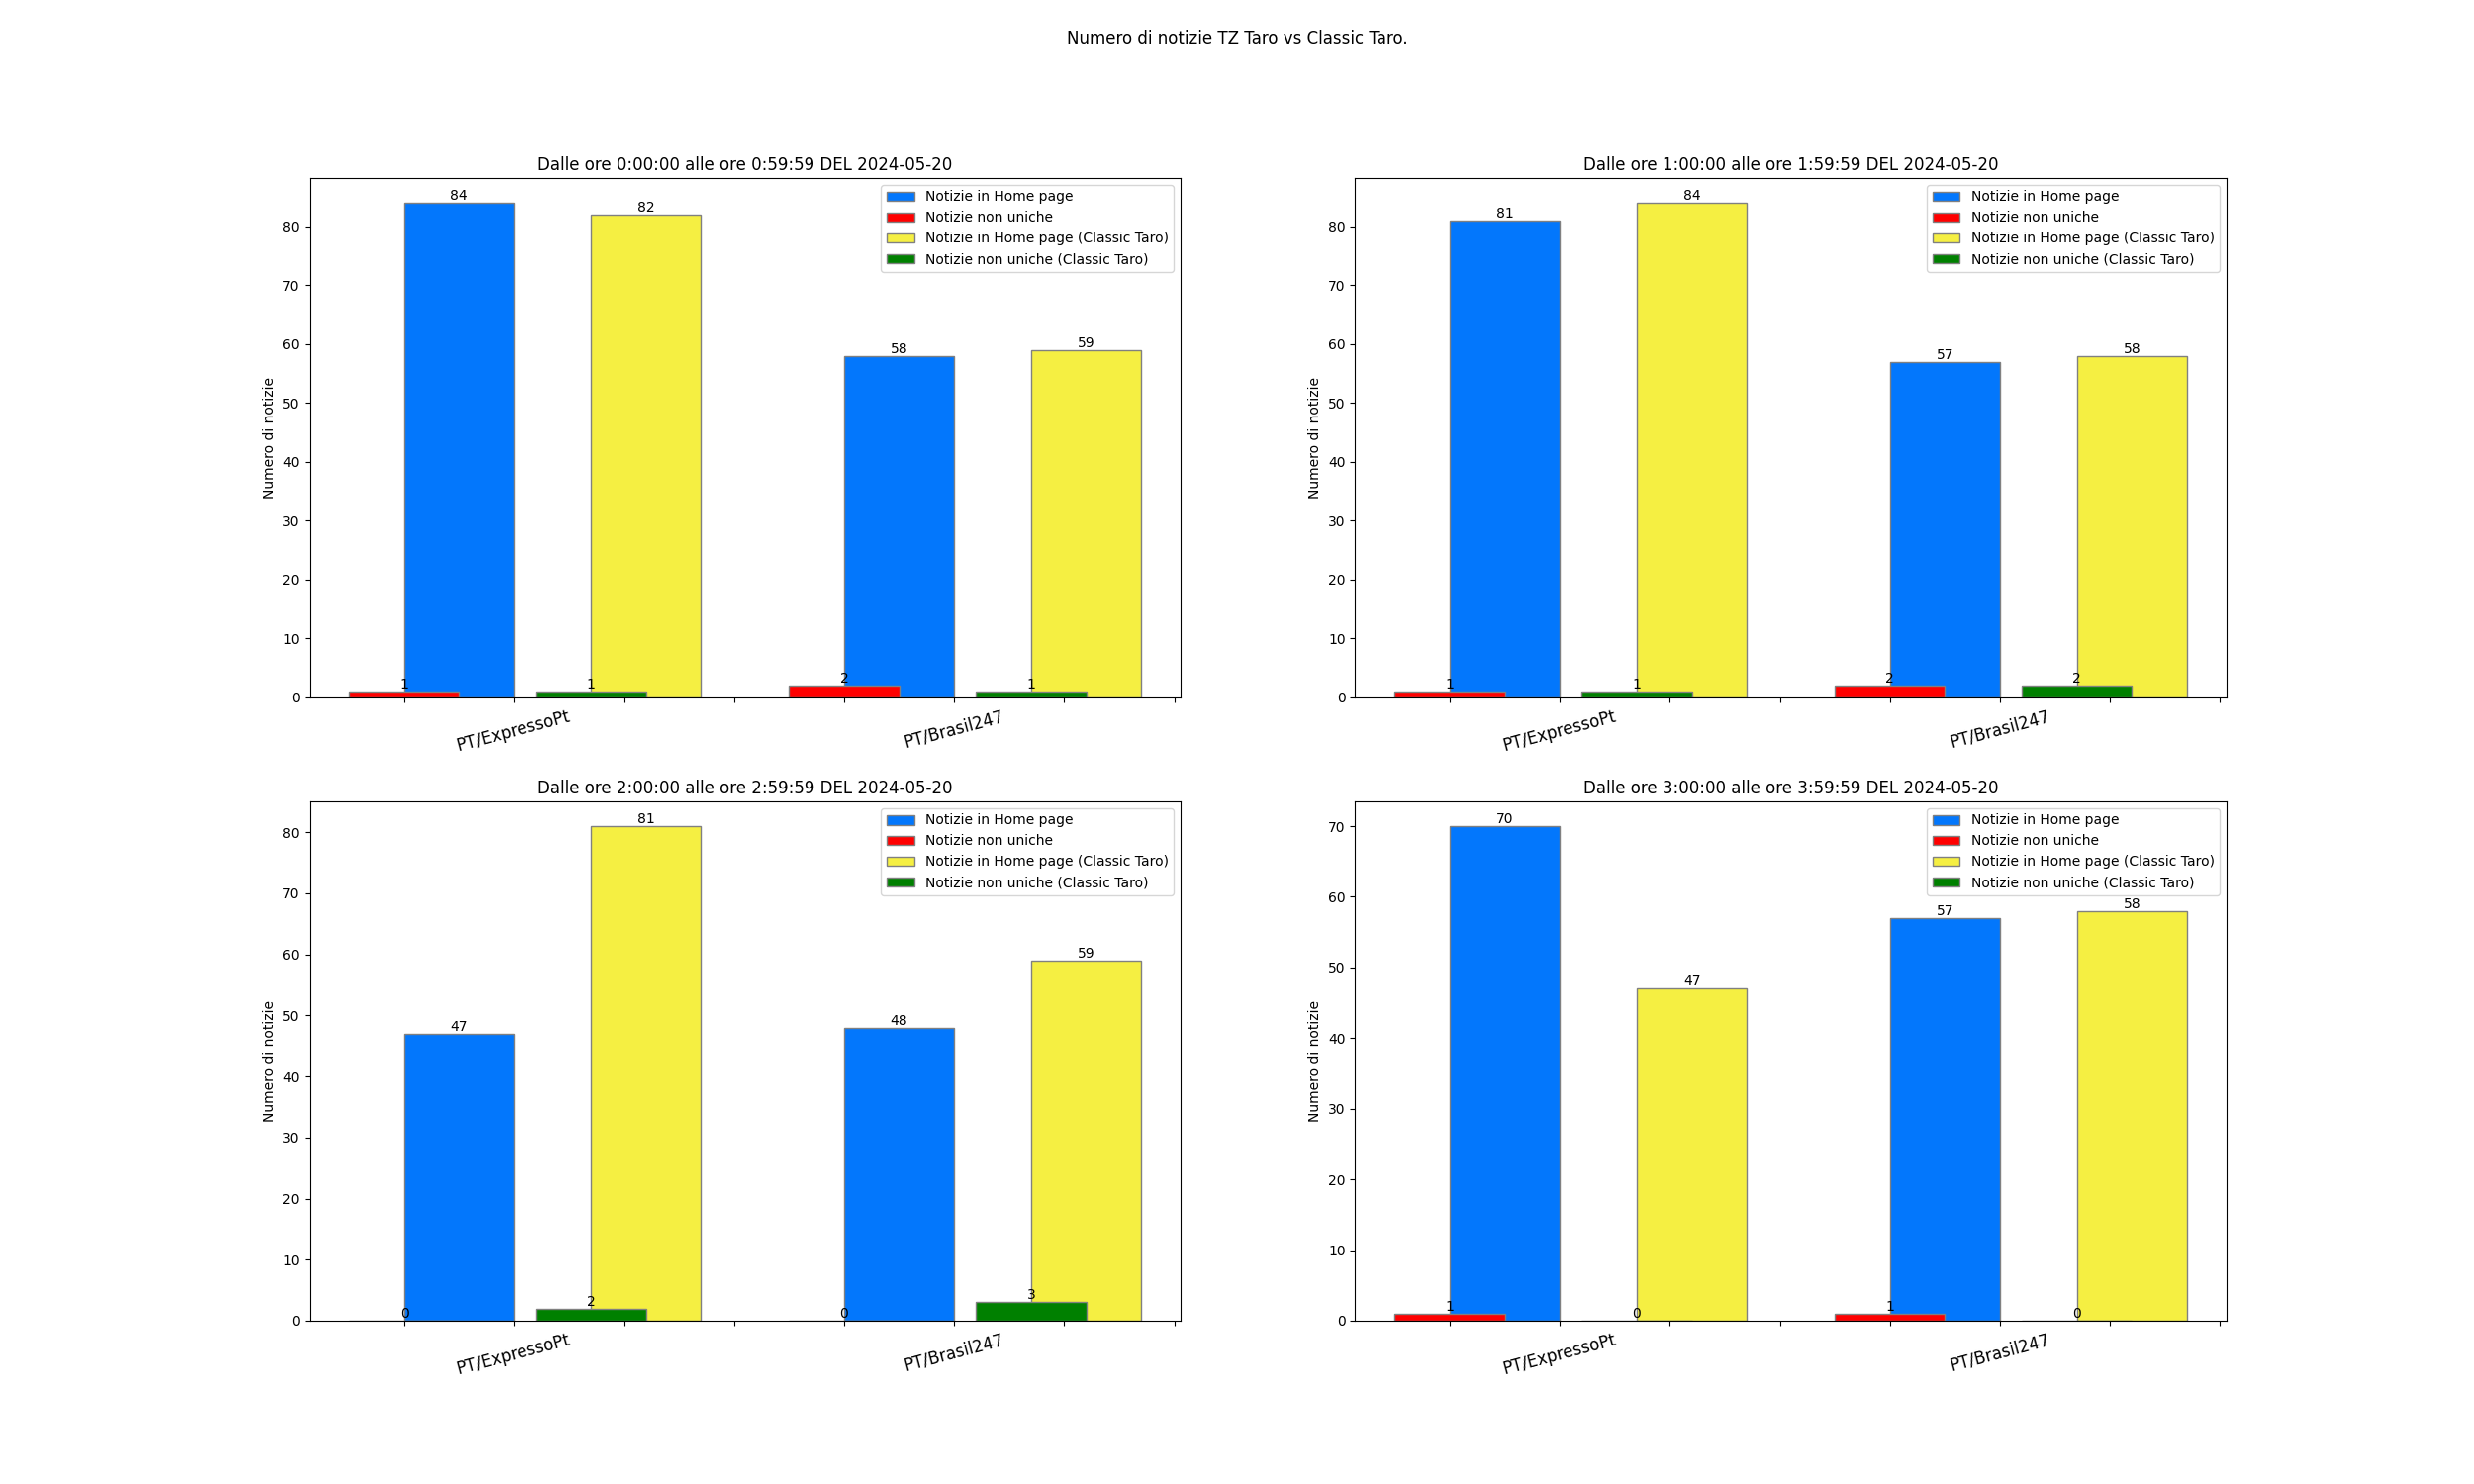 Numero di notizie TZ Taro vs Classic Taro.
Dalle ore 0:00:00 alle ore 0:59:59 DEL 2024-05-20
Numero di notizie
80
70
60
50
40
30
20
10
0
84
82
58
59
1
1
2
1
Notizie in Home page
Notizie non uniche
Notizie in Home page (Classic Taro)
Notizie non uniche (Classic Taro)
PT/ExpressoPt
PT/Brasil247
Dalle ore 1:00:00 alle ore 1:59:59 DEL 2024-05-20
Numero di notizie
80
70
60
50
40
30
20
10
0
81
84
57
58
1
1
2
2
Notizie in Home page
Notizie non uniche
Notizie in Home page (Classic Taro)
Notizie non uniche (Classic Taro)
PT/ExpressoPt
PT/Brasil247
Dalle ore 2:00:00 alle ore 2:59:59 DEL 2024-05-20
Numero di notizie
80
70
60
50
40
30
20
10
0
47
81
48
59
0
2
0
3
Notizie in Home page
Notizie non uniche
Notizie in Home page (Classic Taro)
Notizie non uniche (Classic Taro)
PT/ExpressoPt
PT/Brasil247
Dalle ore 3:00:00 alle ore 3:59:59 DEL 2024-05-20
Numero di notizie
70
60
50
40
30
20
10
0
70
47
57
58
1
0
1
0
Notizie in Home page
Notizie non uniche
Notizie in Home page (Classic Taro)
Notizie non uniche (Classic Taro)
PT/ExpressoPt
PT/Brasil247